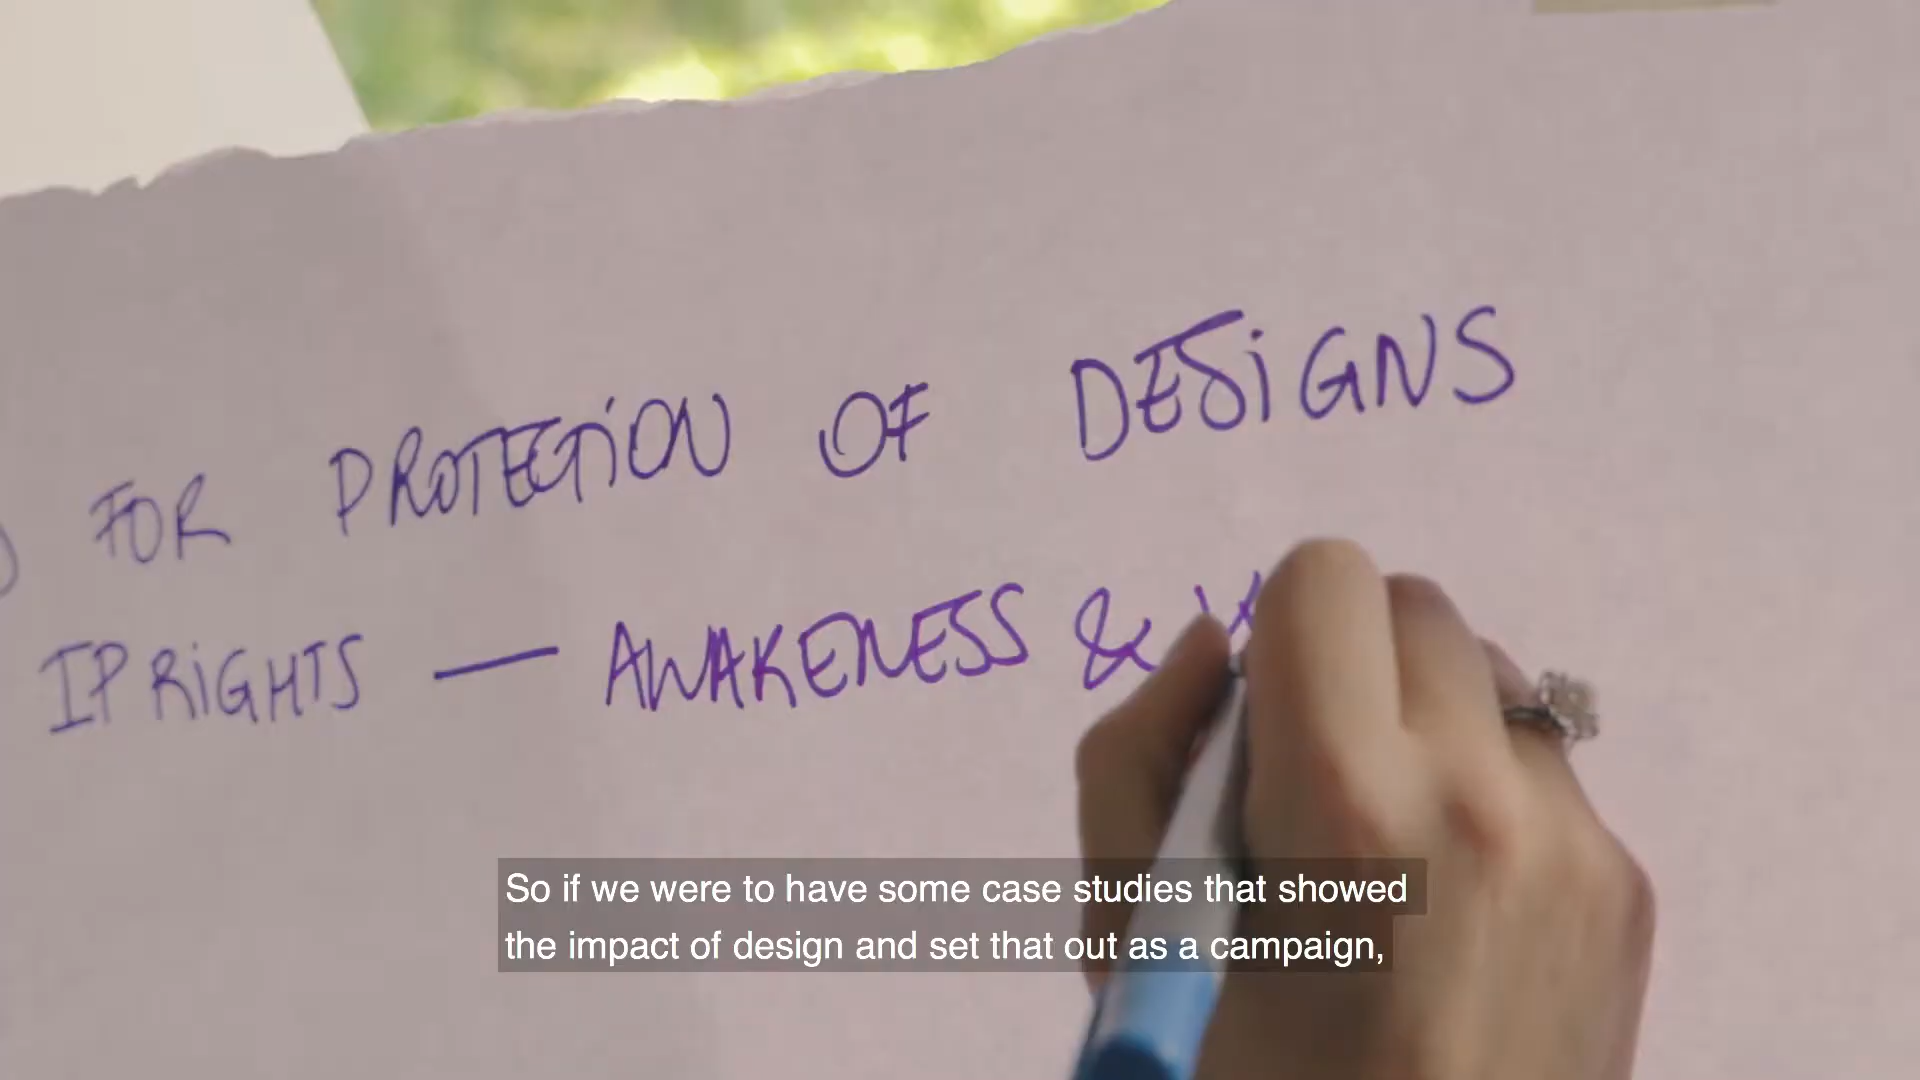 FOR PROTECTION OF DESIGNS
IP RIGHTS — AWARENESS &
So if we were to have some case studies that showed
the impact of design and set that out as a campaign,